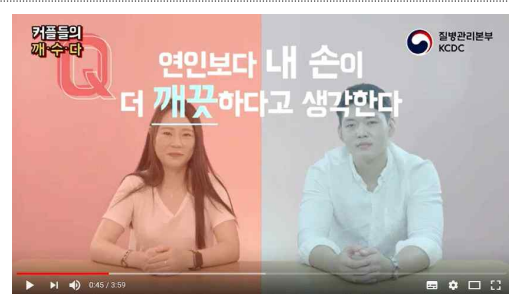 커플들의
깨·수·다
질병관리본부
KCDC
Q
연인보다 내 손이
더 깨끗하다고 생각한다
0:45 / 3:59